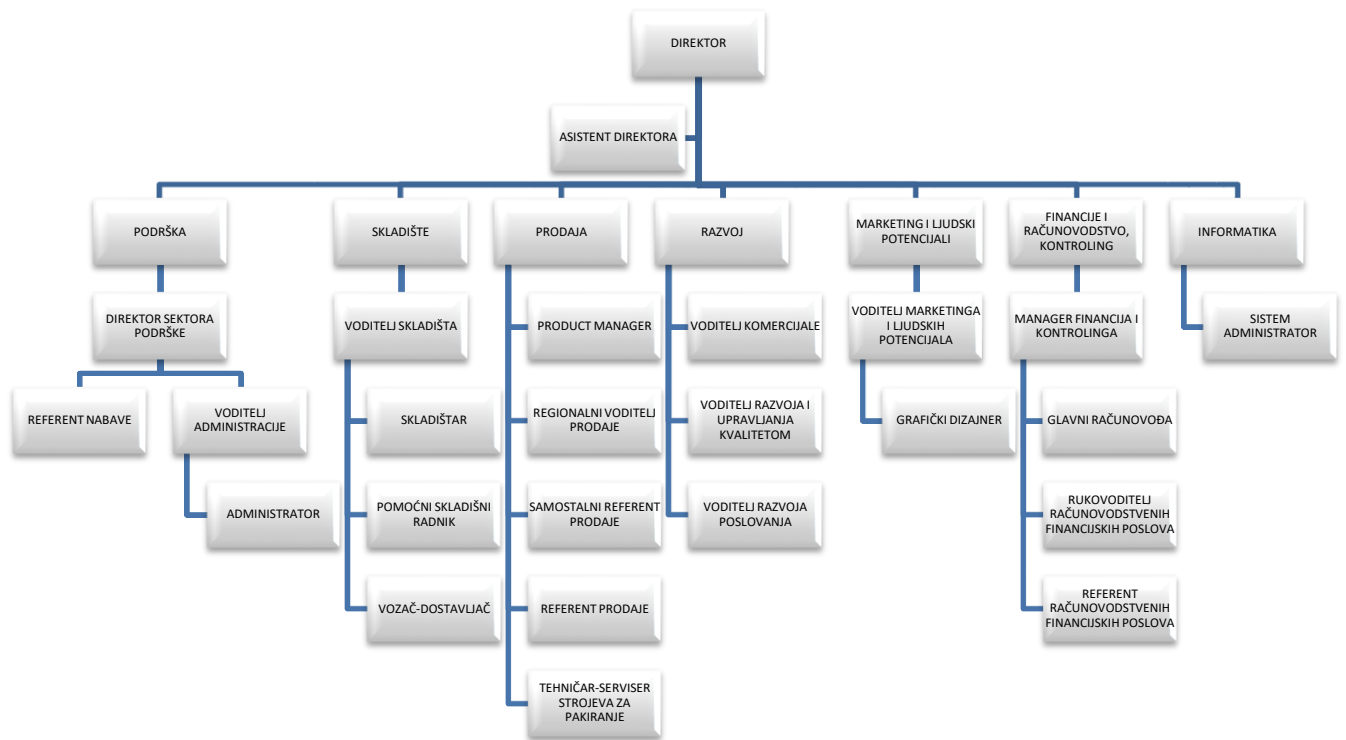 DIREKTOR
ASISTENT DIREKTORA
PODRŠKA
SKLADIŠTE
PRODAJA
RAZVOJ
MARKETING I LJUDSKI
POTENCIJALI
FINANCIJE I
RAČUNOVODSTVO,
KONTROLING
INFORMATIKA
DIREKTOR SEKTORA
PODRŠKE
VODITELJ SKLADIŠTA
PRODUCT MANAGER
VODITELJ KOMERCIJALE
VODITELJ MARKETINGA
I LJUDSKIH
POTENCIJALA
MANAGER FINANCIJA I
KONTROLINGA
SISTEM
ADMINISTRATOR
REFERENT NABAVE
VODITELJ
ADMINISTRACIJE
SKLADIŠTAR
REGIONALNI VODITELJ
PRODAJE
VODITELJ RAZVOJA I
UPRAVLJANJA
KVALITETOM
GRAFIČKI DIZAJNER
GLAVNI RAČUNOVOĐA
ADMINISTRATOR
POMOĆNI SKLADIŠNI
RADNIK
SAMOSTALNI REFERENT
PRODAJE
VODITELJ RAZVOJA
POSLOVANJA
RUKOVODITELJ
RAČUNOVODSTVENIH
FINANCIJSKIH POSLOVA
VOZAČ-DOSTAVLJAČ
REFERENT PRODAJE
REFERENT
RAČUNOVODSTVENIH
FINANCIJSKIH POSLOVA
TEHNIČAR-SERVISER
STROJEVA ZA
PAKIRANJE